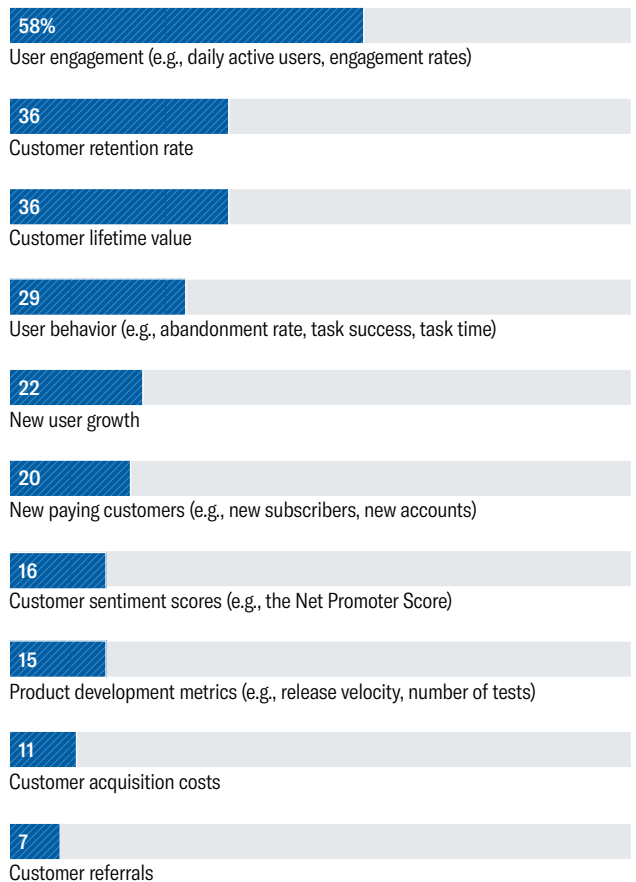 58%
User engagement (e.g., daily active users, engagement rates)
36
Customer retention rate
36
Customer lifetime value
29
User behavior (e.g., abandonment rate, task success, task time)
22
New user growth
20
New paying customers (e.g., new subscribers, new accounts)
16
Customer sentiment scores (e.g., the Net Promoter Score)
15
Product development metrics (e.g., release velocity, number of tests)
11
Customer acquisition costs
7
Customer referrals